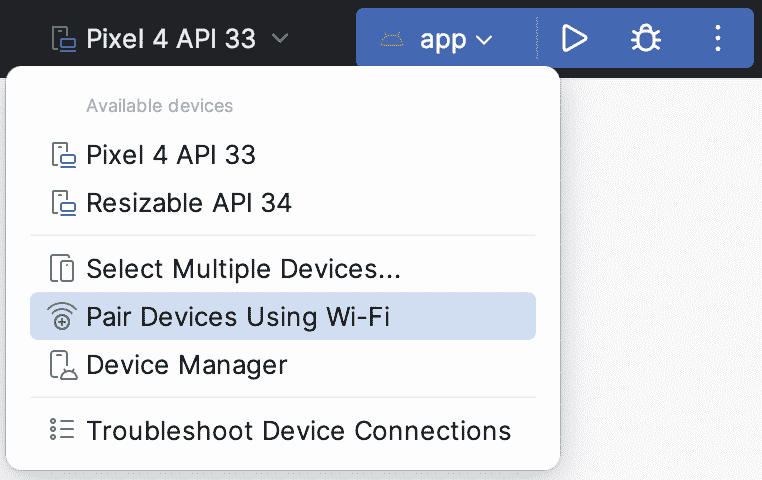 Pixel 4 API 33
app
Available devices
Pixel 4 API 33
Resizable API 34
Select Multiple Devices...
Pair Devices Using Wi-Fi
Device Manager
Troubleshoot Device Connections